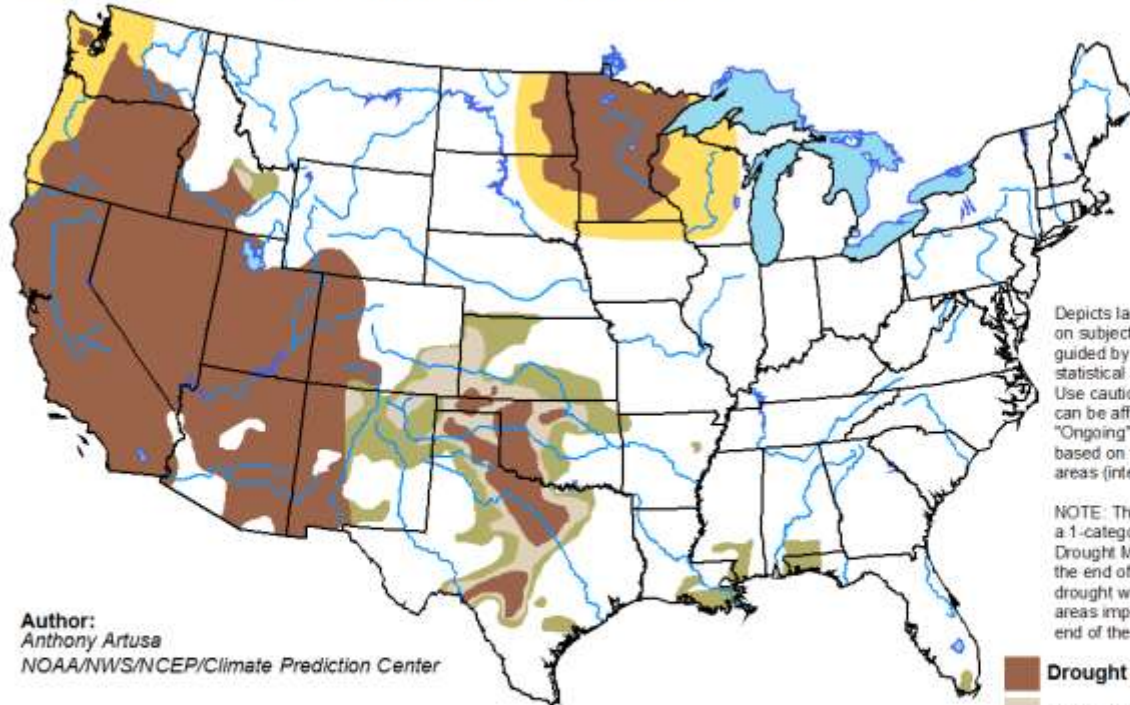 Depicts la
on subject
guided by
statistical
Use cautio
can be aff
"Ongoing"
based on
areas (inte
NOTE: Th
a 1-catego
Drought M
the end of
drought w
areas imp
end of the
Author:
Anthony Artusa
NOAA/NWS/NCEP/Climate Prediction Center
Drought